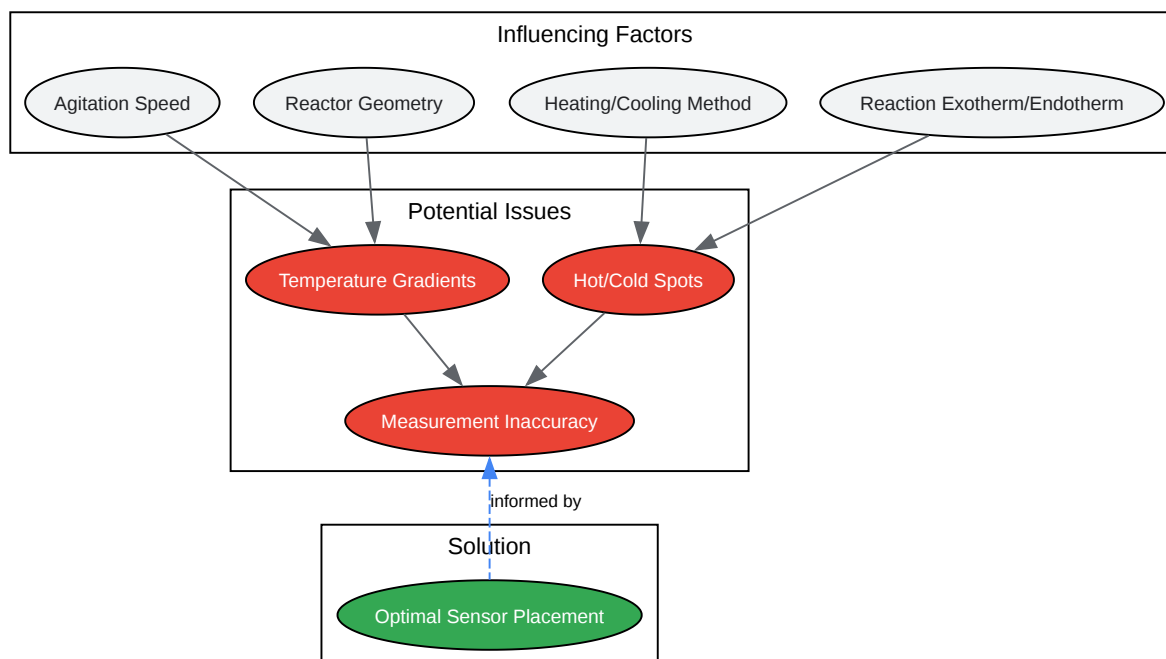 Influencing Factors
Agitation Speed
Reactor Geometry
Heating/Cooling Method
Reaction Exotherm/Endotherm
Potential Issues
Temperature Gradients
Hot/Cold Spots
Measurement Inaccuracy
informed by
Solution
Optimal Sensor Placement